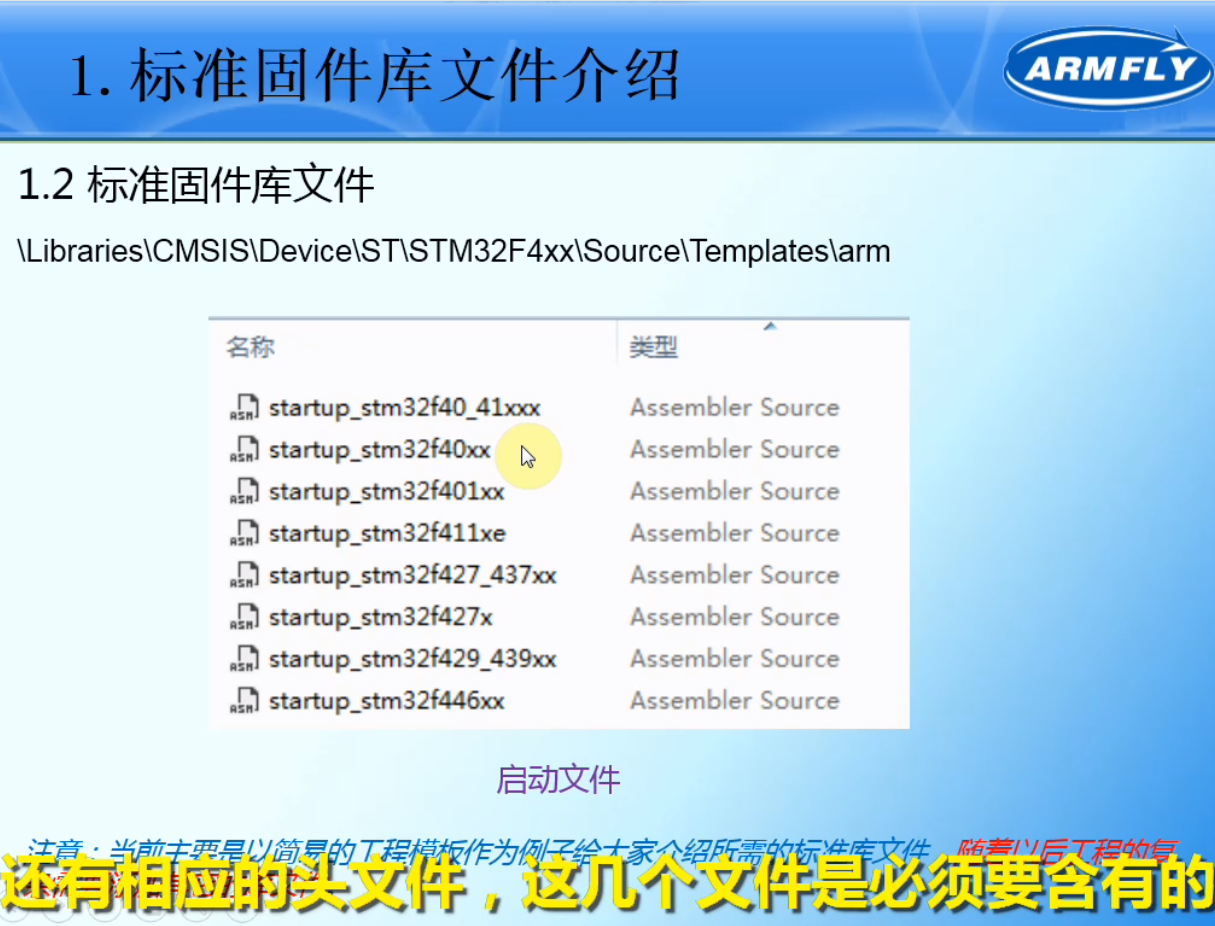 1. 标准固件库文件介绍
ARMFLY
1.2 标准固件库文件
\Libraries\CMSIS\Device\ST\STM32F4xx\Source\Templates\arm
名称 类型
startup_stm32f40_41xxx Assembler Source
startup_stm32f40xx Assembler Source
startup_stm32f401xx Assembler Source
startup_stm32f411xe Assembler Source
startup_stm32f427_437xx Assembler Source
startup_stm32f427x Assembler Source
startup_stm32f429_439xx Assembler Source
startup_stm32f446xx Assembler Source
启动文件
注意：当前主要是以简易的工程模板作为例子给大家介绍所需的标准库文件，随着以后工程的复
还有相应的头文件，这几个文件是必须要含有的